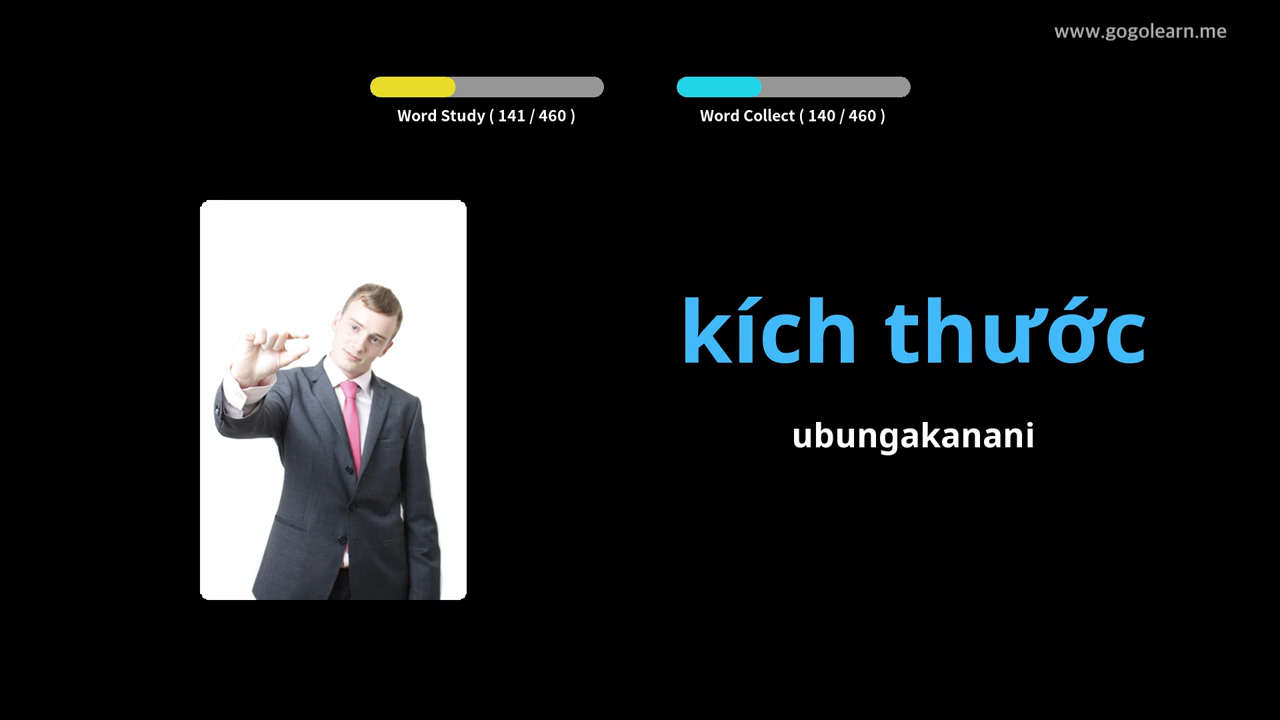 www.gogolearn.me
Word Study ( 141 / 460 )
Word Collect ( 140 / 460 )
kích thước
ubungakanani